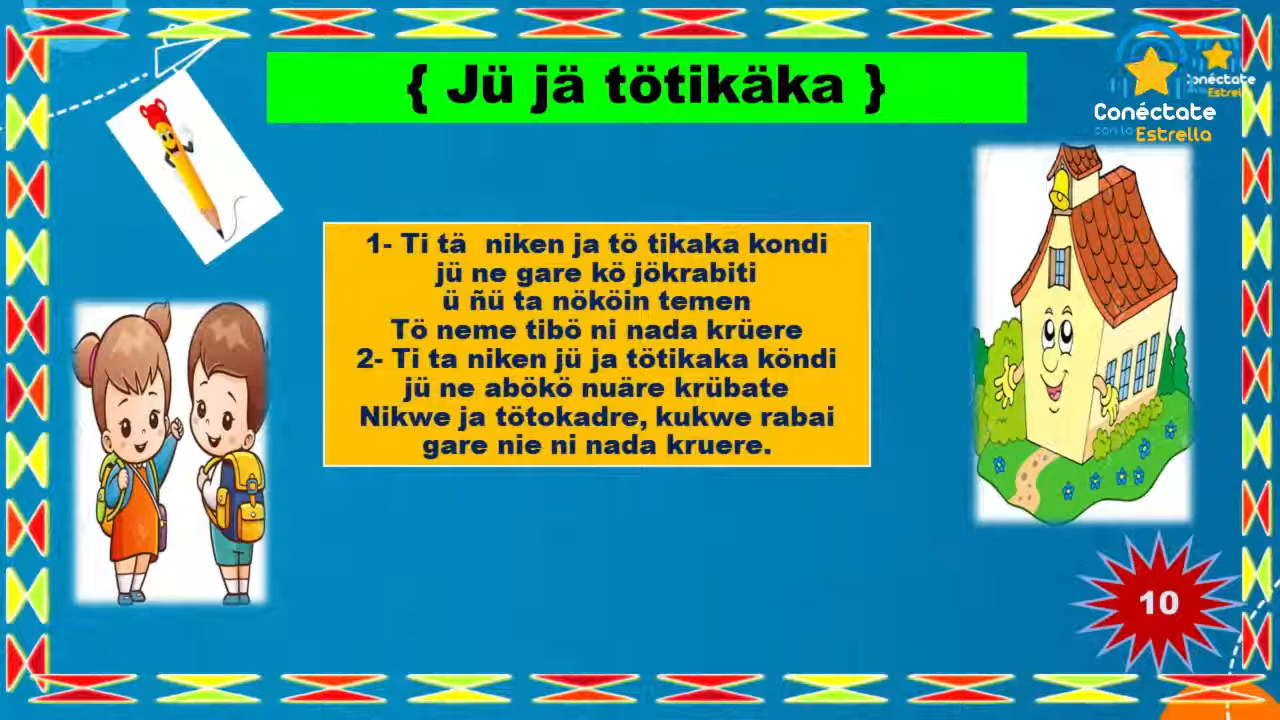 { Jü jä tötikäka }
Conéctate
Estrella
Conéctate
con la Estrella
1- Ti tä niken ja tö tikaka kondi
jü ne gare kö jökrabiti
ü ñü ta nököin temen
Tö neme tibö ni nada krüere
2- Ti ta niken jü ja tötikaka köndi
jü ne abökö nuäre krübate
Nikwe ja tötokadre, kukwe rabai
gare nie ni nada kruere.
10